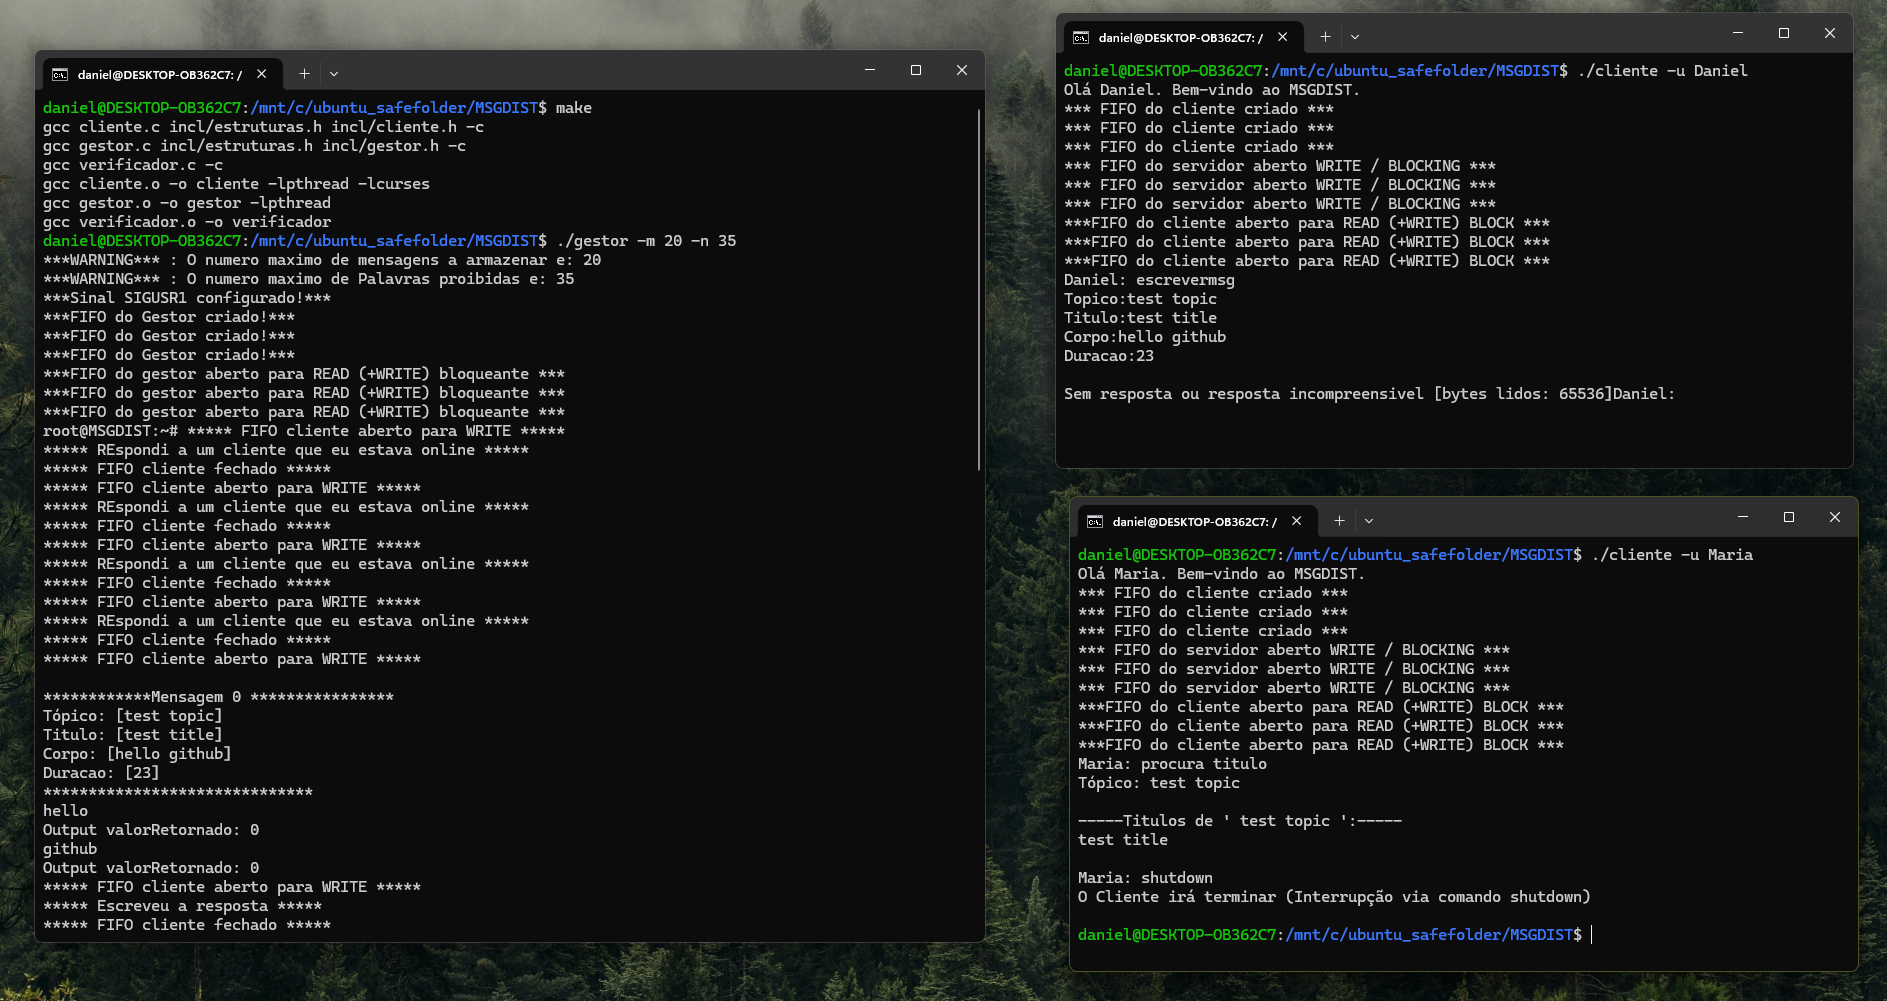 daniel@DESKTOP-OB362C7: /
daniel@DESKTOP-OB362C7:/mnt/c/ubuntu_safefolder/MSGDIST$ make
gcc cliente.c incl/estruturas.h incl/cliente.h -c
gcc gestor.c incl/estruturas.h incl/gestor.h -c
gcc verificador.c -c
gcc cliente.o -o cliente -lpthread -lcurses
gcc gestor.o -o gestor -lpthread
gcc verificador.o -o verificador
daniel@DESKTOP-OB362C7:/mnt/c/ubuntu_safefolder/MSGDIST$ ./gestor -m 20 -n 35
***WARNING*** : O numero maximo de mensagens a armazenar e: 20
***WARNING*** : O numero maximo de Palavras proibidas e: 35
***Sinal SIGUSR1 configurado!***
***FIFO do Gestor criado!***
***FIFO do Gestor criado!***
***FIFO do Gestor criado!***
***FIFO do gestor aberto para READ (+WRITE) bloqueante ***
***FIFO do gestor aberto para READ (+WRITE) bloqueante ***
***FIFO do gestor aberto para READ (+WRITE) bloqueante ***
root@MSGDIST:~# ***** FIFO cliente aberto para WRITE *****
***** REspondi a um cliente que eu estava online *****
***** FIFO cliente fechado *****
***** FIFO cliente aberto para WRITE *****
***** REspondi a um cliente que eu estava online *****
***** FIFO cliente fechado *****
***** FIFO cliente aberto para WRITE *****
***** REspondi a um cliente que eu estava online *****
***** FIFO cliente fechado *****
***** FIFO cliente aberto para WRITE *****
***** REspondi a um cliente que eu estava online *****
***** FIFO cliente fechado *****
***** FIFO cliente aberto para WRITE *****
************Mensagem 0 ****************
Tópico: [test topic]
Titulo: [test title]
Corpo: [hello github]
Duracao: [23]
******************************
hello
Output valorRetornado: 0
github
Output valorRetornado: 0
***** FIFO cliente aberto para WRITE *****
***** Escreveu a resposta *****
***** FIFO cliente fechado *****
daniel@DESKTOP-OB362C7: /
daniel@DESKTOP-OB362C7:/mnt/c/ubuntu_safefolder/MSGDIST$ ./cliente -u Daniel
Olá Daniel. Bem-vindo ao MSGDIST.
*** FIFO do cliente criado ***
*** FIFO do cliente criado ***
*** FIFO do cliente criado ***
*** FIFO do servidor aberto WRITE / BLOCKING ***
*** FIFO do servidor aberto WRITE / BLOCKING ***
*** FIFO do servidor aberto WRITE / BLOCKING ***
***FIFO do cliente aberto para READ (+WRITE) BLOCK ***
***FIFO do cliente aberto para READ (+WRITE) BLOCK ***
***FIFO do cliente aberto para READ (+WRITE) BLOCK ***
Daniel: escrevermsg
Topico:test topic
Titulo:test title
Corpo:hello github
Duracao:23
Sem resposta ou resposta incompreensivel [bytes lidos: 65536]Daniel:
daniel@DESKTOP-OB362C7: /
daniel@DESKTOP-OB362C7:/mnt/c/ubuntu_safefolder/MSGDIST$ ./cliente -u Maria
Olá Maria. Bem-vindo ao MSGDIST.
*** FIFO do cliente criado ***
*** FIFO do cliente criado ***
*** FIFO do cliente criado ***
*** FIFO do servidor aberto WRITE / BLOCKING ***
*** FIFO do servidor aberto WRITE / BLOCKING ***
*** FIFO do servidor aberto WRITE / BLOCKING ***
***FIFO do cliente aberto para READ (+WRITE) BLOCK ***
***FIFO do cliente aberto para READ (+WRITE) BLOCK ***
***FIFO do cliente aberto para READ (+WRITE) BLOCK ***
Maria: procura titulo
Tópico: test topic
-----Titulos de ' test topic ':-----
test title
Maria: shutdown
O Cliente irá terminar (Interrupção via comando shutdown)
daniel@DESKTOP-OB362C7:/mnt/c/ubuntu_safefolder/MSGDIST$